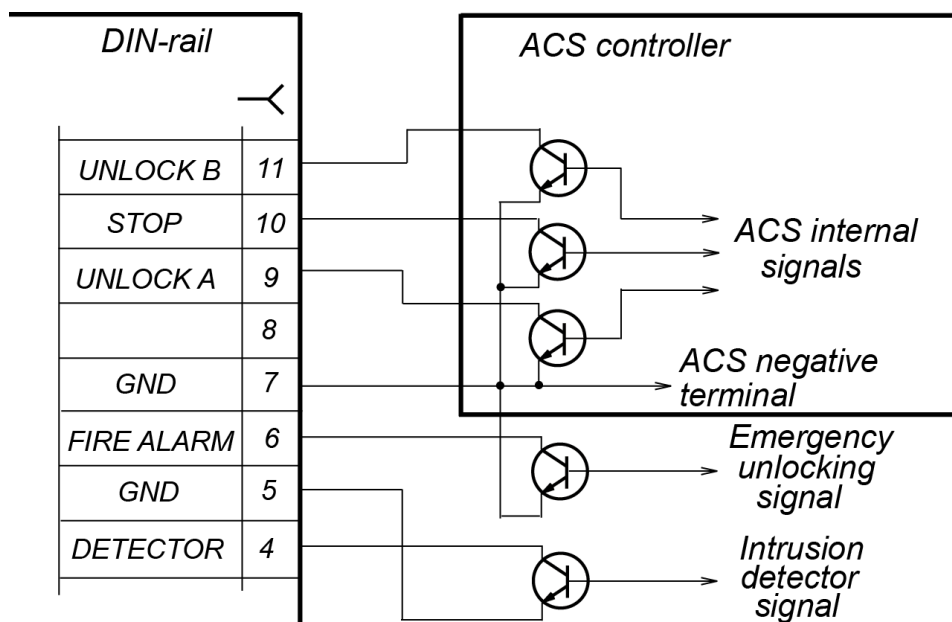 DIN-rail
ACS controller
UNLOCK B 11
STOP 10
UNLOCK A 9
8
GND 7
FIRE ALARM 6
GND 5
DETECTOR 4
ACS internal
signals
ACS negative
terminal
Emergency
unlocking
signal
Intrusion
detector
signal